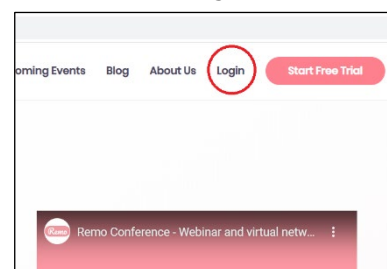 oming Events Blog About Us Login Start Free Trial
Remo Remo Conference - Webinar and virtual netw...